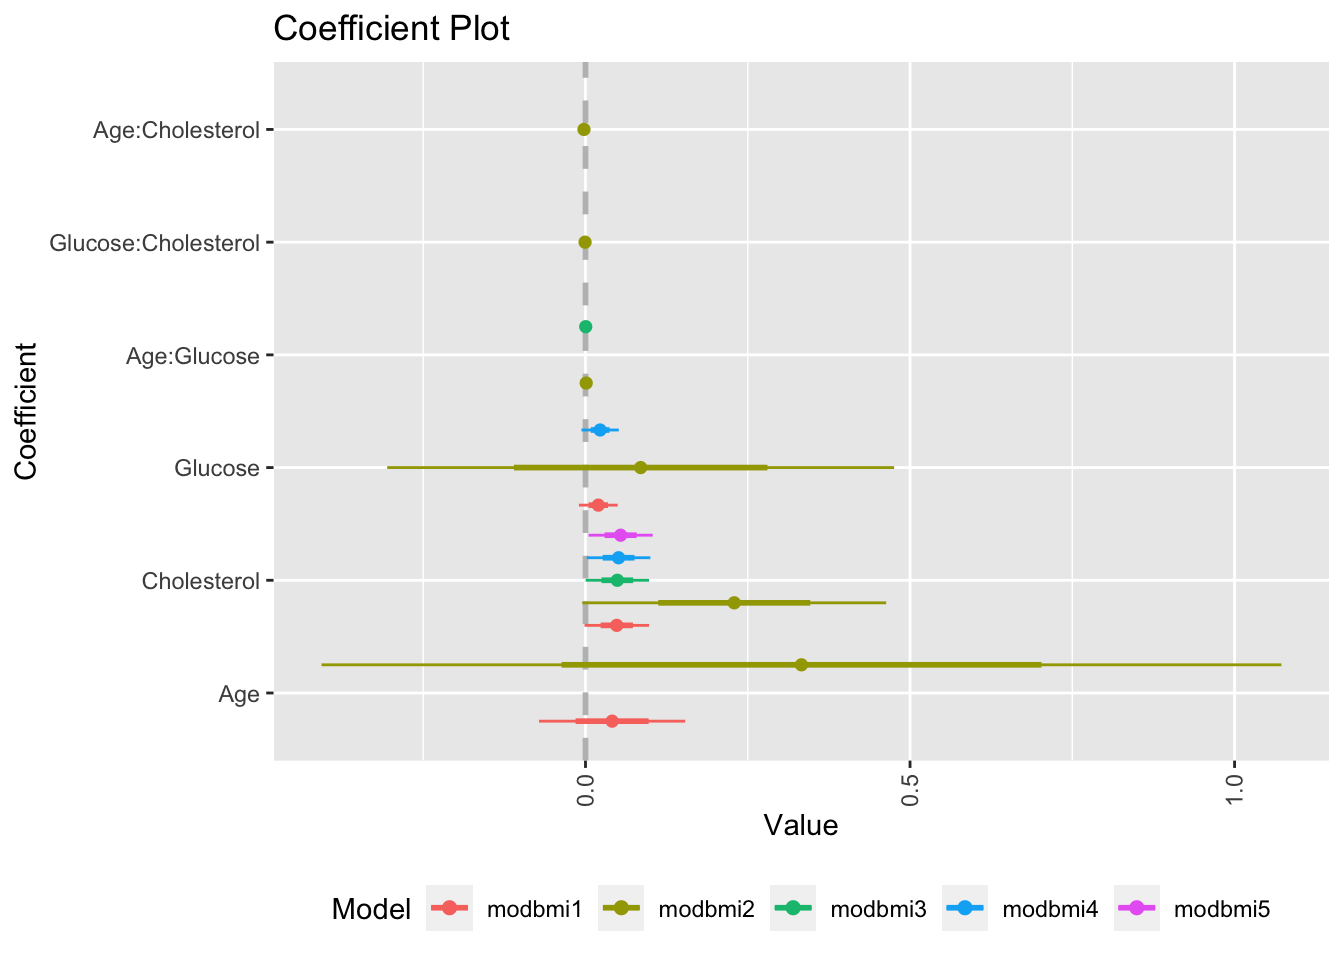 Coefficient Plot
Age:Cholesterol
Glucose:Cholesterol
Age:Glucose
Glucose
Cholesterol
Age
Coefficient
0.0
0.5
1.0
Value
Model modbmi1 modbmi2 modbmi3 modbmi4 modbmi5